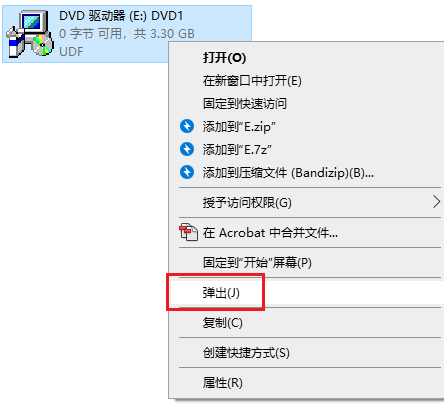 DVD 驱动器 (E:) DVD1
0 字节 可用，共 3.30 GB
UDF
打开(O)
在新窗口中打开(E)
固定到快速访问
添加到"E.zip"
添加到"E.7z"
添加到压缩文件 (Bandizip)(B)...
授予访问权限(G)
在 Acrobat 中合并文件...
固定到"开始"屏幕(P)
弹出(J)
复制(C)
创建快捷方式(S)
属性(R)